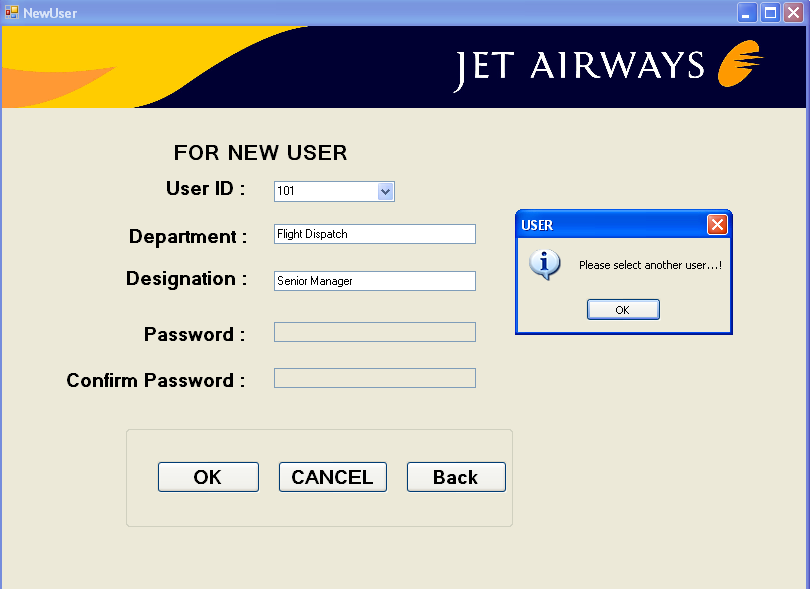 NewUser
JET AIRWAYS
FOR NEW USER
User ID : 101
Department : Flight Dispatch
Designation : Senior Manager
Password :
Confirm Password :
OK CANCEL Back
USER
Please select another user...!
OK